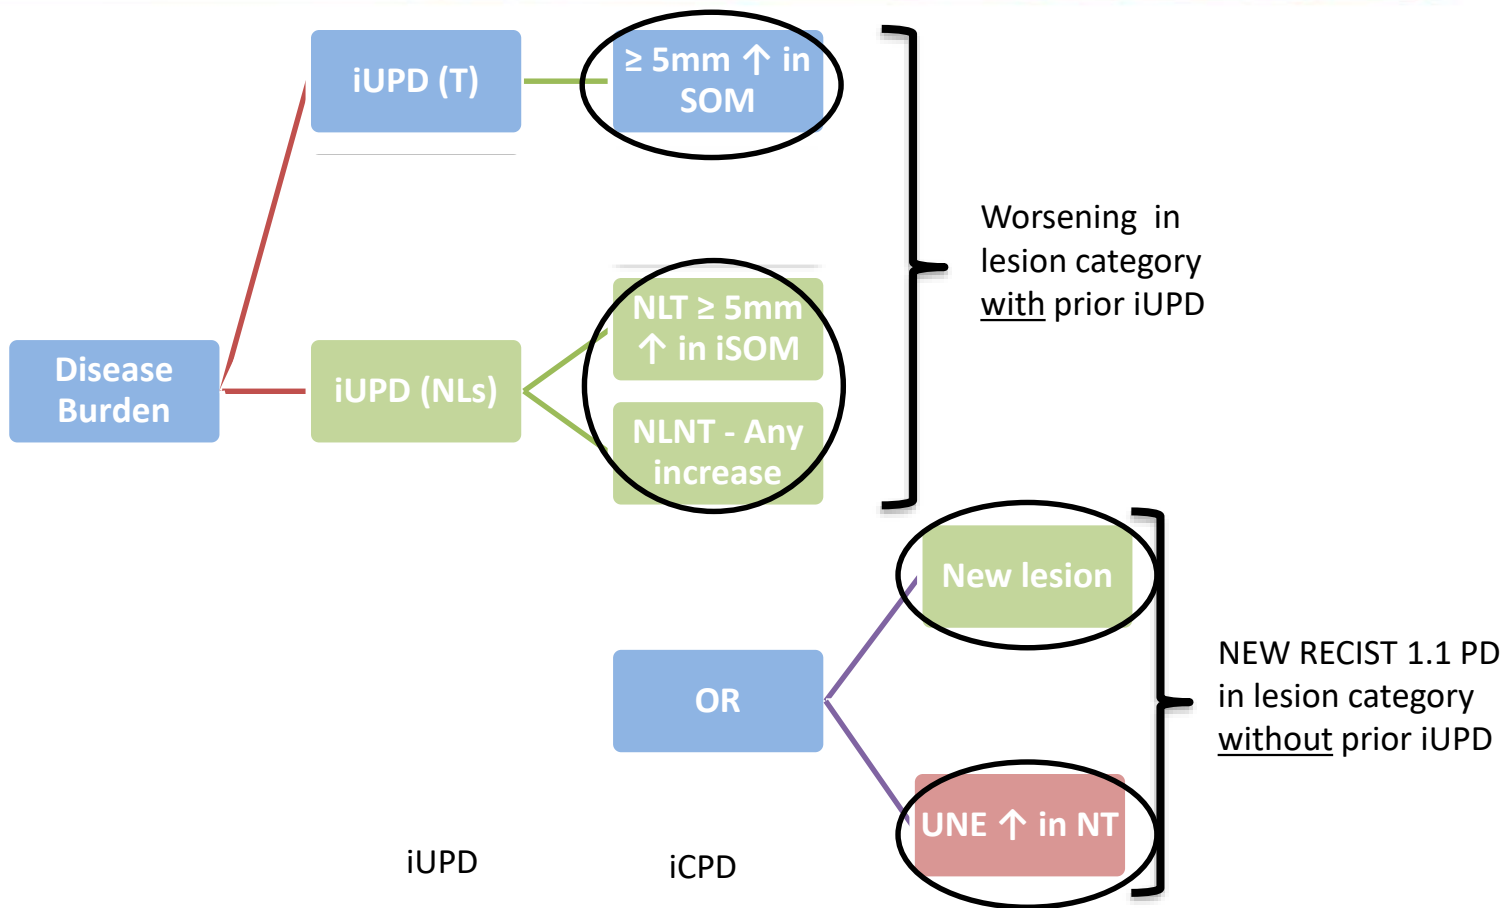 iUPD (T)
≥ 5mm ↑ in
SOM
Worsening in
lesion category
with prior iUPD
Disease
Burden
iUPD (NLs)
NLT ≥ 5mm
↑ in iSOM
NLNT - Any
increase
New lesion
OR
NEW RECIST 1.1 PD
in lesion category
without prior iUPD
UNE ↑ in NT
iUPD
iCPD